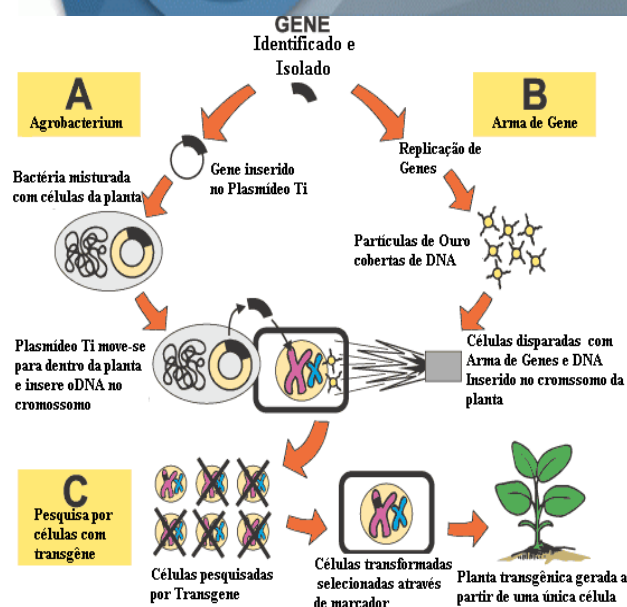 GENE
Identificado e
Isolado
A
Agrobacterium
B
Arma de Gene
Gene inserido
no Plasmídeo Ti
Replicação de
Genes
Bactéria misturada
com células da planta
Partículas de Ouro
cobertas de DNA
Plasmídeo Ti move-se
para dentro da planta
e insere oDNA no
cromossomo
Células disparadas com
Arma de Genes e DNA
Inserido no cromssomo da
planta
C
Pesquisa por
células com
transgêne
Células pesquisadas
por Transgene
Células transformadas
selecionadas através
de marcador
Planta transgênica gerada a
partir de uma única célula